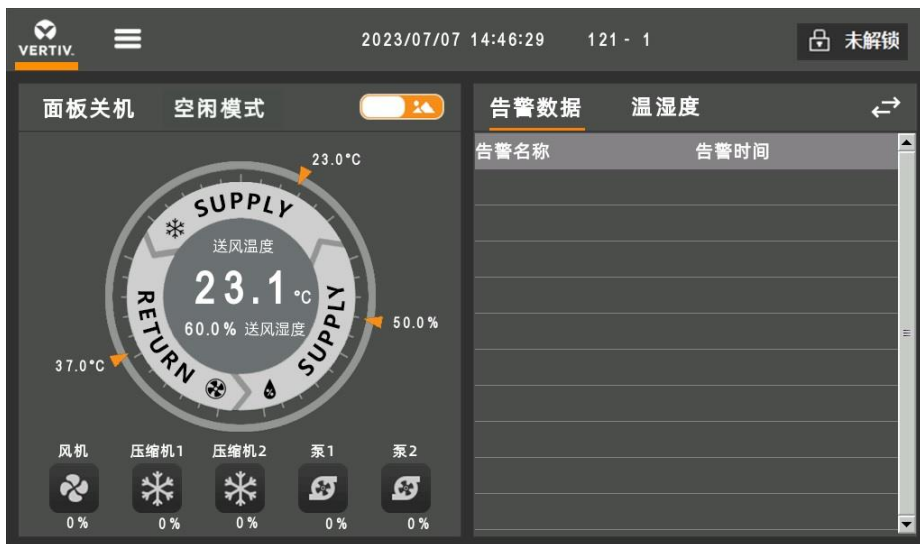 VERTIV.
2023/07/07 14:46:29 121 - 1
未解锁
面板关机 空闲模式
告警数据 温湿度
告警名称 告警时间
23.0°C
SUPPLY
送风温度
23.1 °C
60.0% 送风湿度
SUPPLY
RETURN
50.0%
37.0°C
风机 压缩机1 压缩机2 泵1 泵2
%
0% 0% 0% 0% 0%